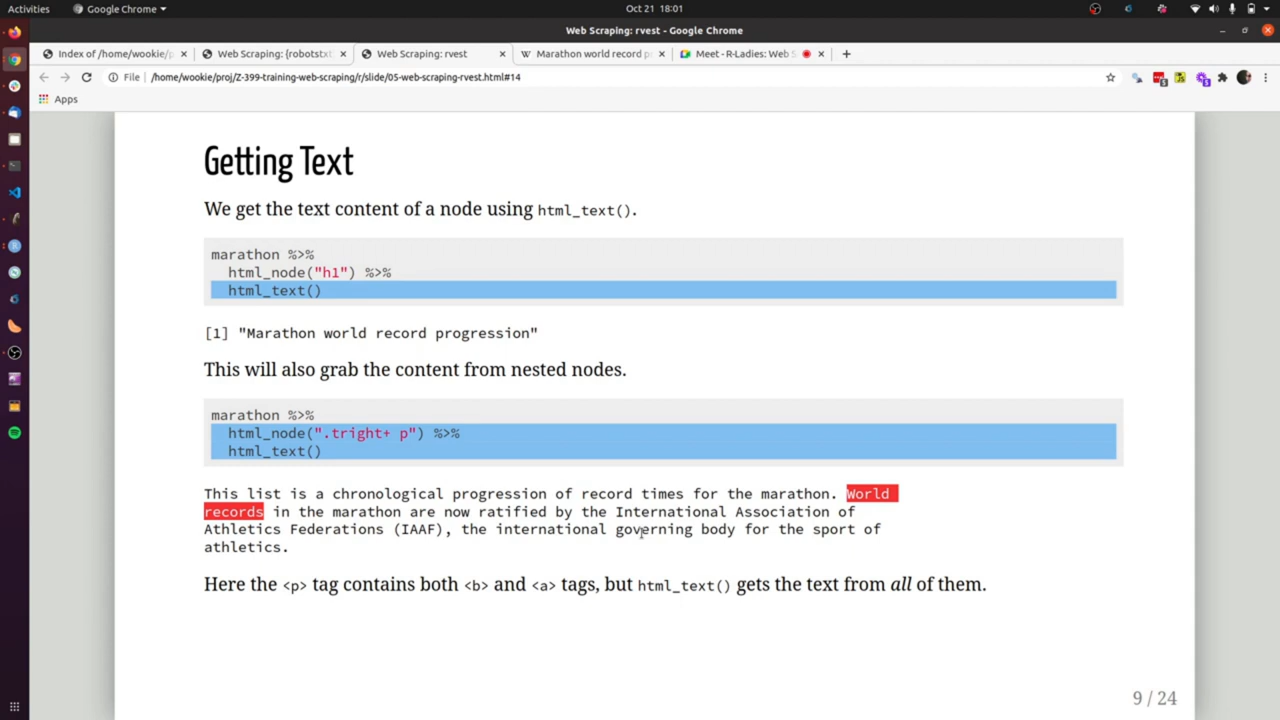 Activities
Google Chrome
Oct 21 18:01
Web Scraping: rvest - Google Chrome
Index of /home/wookie/p
Web Scraping: {robotstxt
Web Scraping: rvest
W Marathon world record p
Meet - R-Ladies: Web S
File
/home/wookie/proj/Z-399-training-web-scraping/r/slide/05-web-scraping-rvest.html#14
Apps
Getting Text
We get the text content of a node using html_text().
marathon %>%
html_node("h1") %>%
html_text()
[1] "Marathon world record progression"
This will also grab the content from nested nodes.
marathon %>%
html_node(".tright+ p") %>%
html_text()
This list is a chronological progression of record times for the marathon. World
records in the marathon are now ratified by the International Association of
Athletics Federations (IAAF), the international governing body for the sport of
athletics.
Here the <p> tag contains both <b> and <a> tags, but html_text() gets the text from all of them.
9 / 24